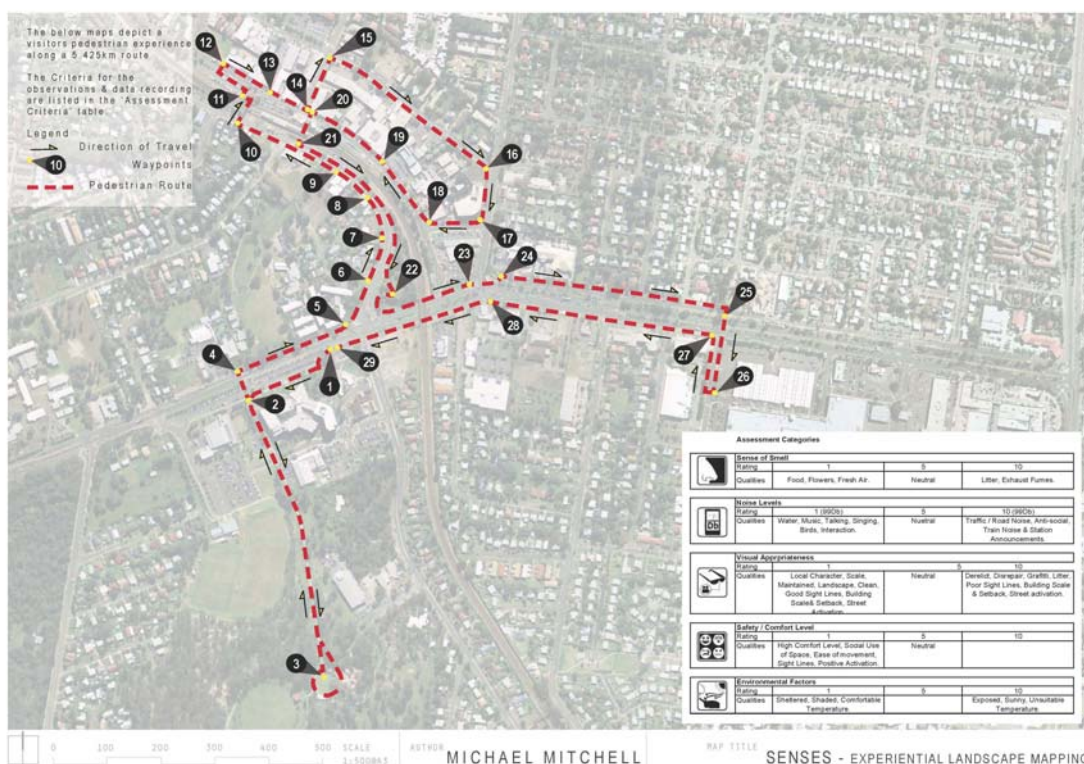 The below maps depict a
visitors pedestrian experience
along a 5.425km route
The Criteria for the
observations & data recording
are listed in the 'Assessment
Criteria' table.
Legend
Direction of Travel
10 Waypoints
Pedestrian Route
12
13
15
14
20
11
10
21
19
16
9
8
18
17
7
22
23
24
6
25
5
28
27
4
1
29
26
2
3
Assessment Categories
Sense of Smell
Rating 1 5 10
Qualities Food, Flowers, Fresh Air. Neutral Litter, Exhaust Fumes.
Noise Levels
Rating 1 (99Db) 5 10 (99Db)
Qualities Water, Music, Talking, Singing, Neutral Traffic / Road Noise, Anti-social,
Birds, Interaction. Train Noise & Station
Announcements.
Db
Visual Apprpriateness
Rating 1 5 10
Qualities Local Character, Scale, Neutral Derelict, Disrepair, Graffiti, Litter,
Maintained, Landscape, Clean, Poor Sight Lines, Building Scale
Good Sight Lines, Building & Setback, Street activation.
Scale& Setback, Street
Activation.
Safety / Comfort Level
Rating 1 5 10
Qualities High Comfort Level, Social Use Neutral
of Space, Ease of movement,
Sight Lines, Positive Activation.
Environmental Factors
Rating 1 5 10
Qualities Sheltered, Shaded, Comfortable Exposed, Sunny, Unsuitable
Temperature. Temperature.
0 100 200 300 400 500 SCALE
AUTHOR MICHAEL MITCHELL
MAP TITLE SENSES - EXPERIENTIAL LANDSCAPE MAPPING